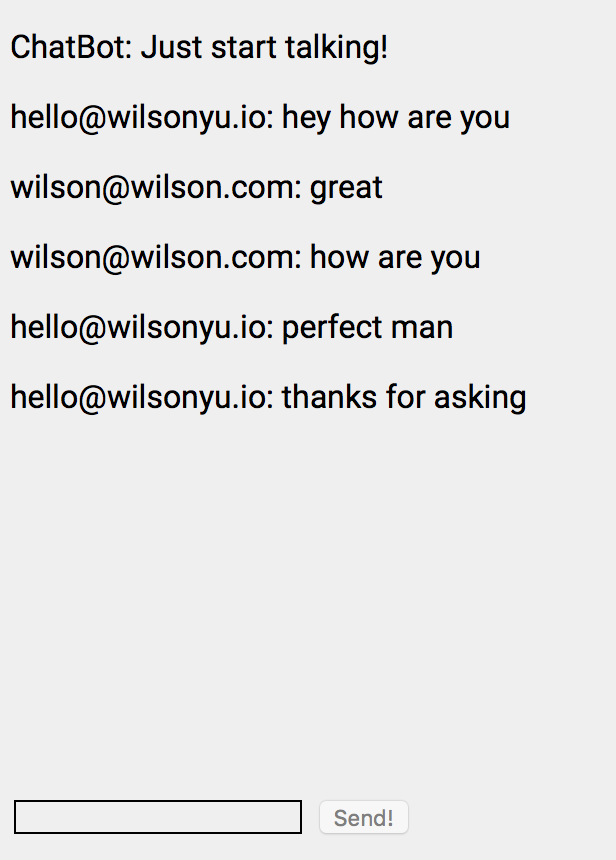 ChatBot: Just start talking!
hello@wilsonyu.io: hey how are you
wilson@wilson.com: great
wilson@wilson.com: how are you
hello@wilsonyu.io: perfect man
hello@wilsonyu.io: thanks for asking
Send!